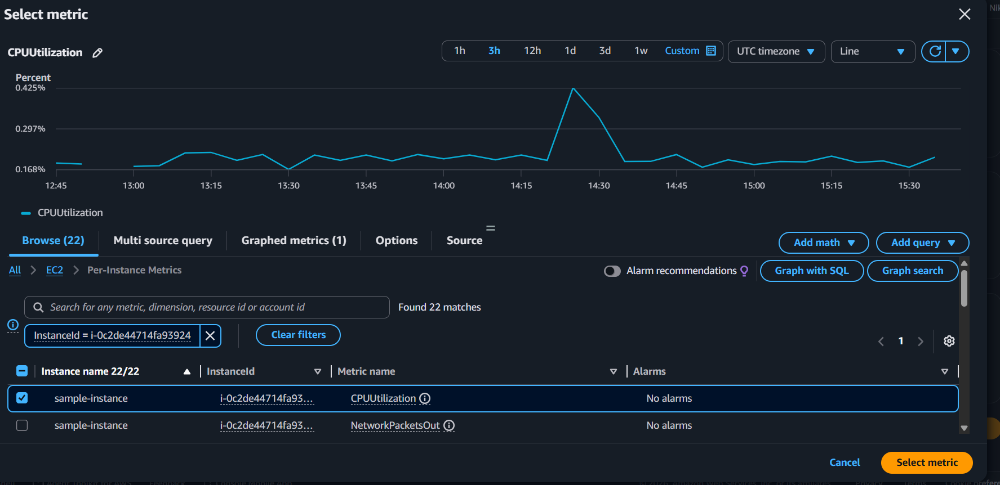 Select metric
CPUUtilization
1h 3h 12h 1d 3d 1w Custom UTC timezone Line
Percent
0.425%
0.297%
0.168%
12:45 13:00 13:15 13:30 13:45 14:00 14:15 14:30 14:45 15:00 15:15 15:30
CPUUtilization
Browse (22) Multi source query Graphed metrics (1) Options Source Add math Add query
All EC2 Per-Instance Metrics Alarm recommendations Graph with SQL Graph search
Search for any metric, dimension, resource id or account id Found 22 matches
InstanceId = i-0c2de44714fa93924 Clear filters 1
Instance name 22/22 InstanceId Metric name Alarms
sample-instance i-0c2de44714fa93... CPUUtilization No alarms
sample-instance i-0c2de44714fa93... NetworkPacketsOut No alarms
Cancel Select metric